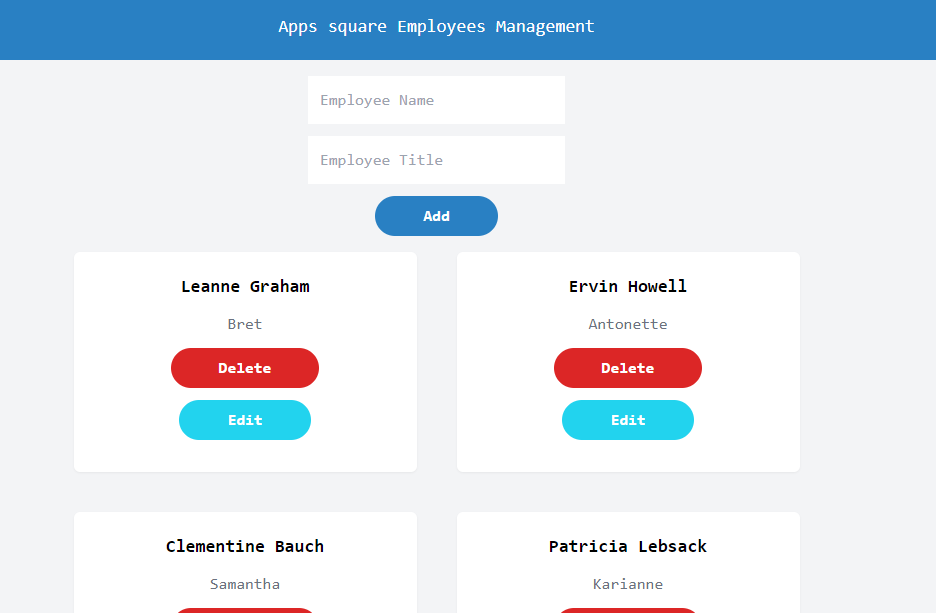 Apps square Employees Management
Employee Name
Employee Title
Add
Leanne Graham
Bret
Delete
Edit
Ervin Howell
Antonette
Delete
Edit
Clementine Bauch
Samantha
Patricia Lebsack
Karianne